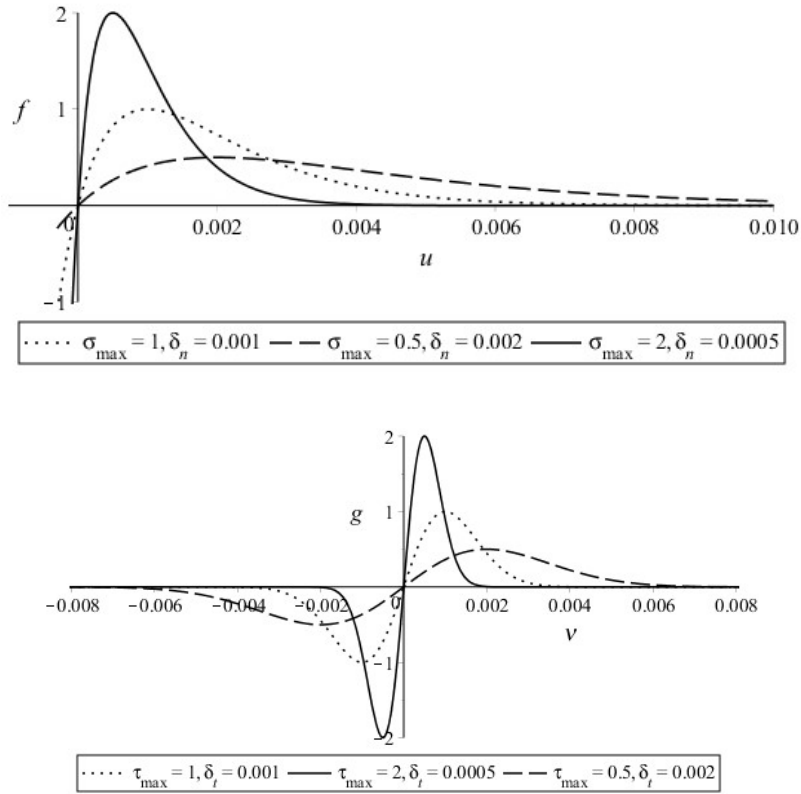 2
f
1
0
0.002
0.004
0.006
0.008
0.010
u
−1
σmax = 1, δn = 0.001 σmax = 0.5, δn = 0.002 σmax = 2, δn = 0.0005
2
g
1
−0.008 −0.006 −0.004 −0.002 0 0.002 0.004 0.006 0.008
v
−1
−2
τmax = 1, δt = 0.001 τmax = 2, δt = 0.0005 τmax = 0.5, δt = 0.002